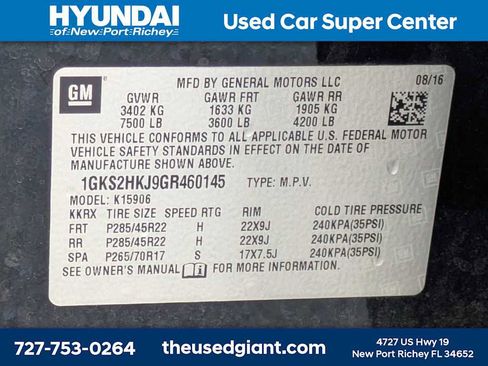 HYUNDAI
of New Port Richey
Used Car Super Center
GM
MFD BY GENERAL MOTORS LLC 08/16
GVWR GAWR FRT GAWR RR
3402 KG 1633 KG 1905 KG
7500 LB 3600 LB 4200 LB
THIS VEHICLE CONFORMS TO ALL APPLICABLE U.S. FEDERAL MOTOR
VEHICLE SAFETY STANDARDS IN EFFECT ON THE DATE OF
MANUFACTURE SHOWN ABOVE.
1GKS2HKJ9GR460145 TYPE: M.P.V.
MODEL: K15906
KKRX TIRE SIZE SPEED RTG RIM COLD TIRE PRESSURE
FRT P285/45R22 H 22X9J 240KPA(35PSI)
RR P285/45R22 H 22X9J 240KPA(35PSI)
SPA P265/70R17 S 17X7.5J 240KPA(35PSI)
SEE OWNER'S MANUAL FOR MORE INFORMATION
727-753-0264
theusedgiant.com
4727 US Hwy 19
New Port Richey FL 34652